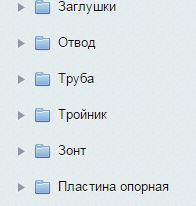 Заглушки
Отвод
Труба
Тройник
Зонт
Пластина опорная